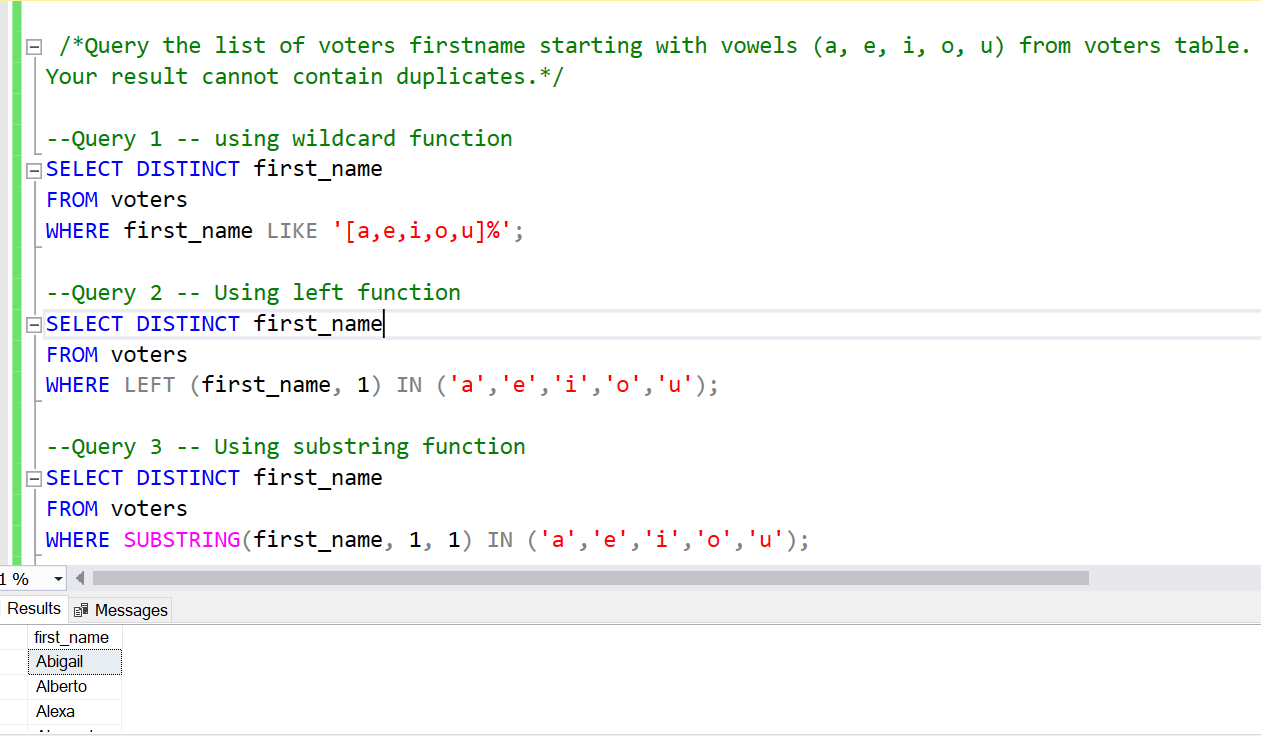 /*Query the list of voters firstname starting with vowels (a, e, i, o, u) from voters table.
Your result cannot contain duplicates.*/
--Query 1 -- using wildcard function
SELECT DISTINCT first_name
FROM voters
WHERE first_name LIKE '[a,e,i,o,u]%';
--Query 2 -- Using left function
SELECT DISTINCT first_name
FROM voters
WHERE LEFT (first_name, 1) IN ('a','e','i','o','u');
--Query 3 -- Using substring function
SELECT DISTINCT first_name
FROM voters
WHERE SUBSTRING(first_name, 1, 1) IN ('a','e','i','o','u');
1 %
Results Messages
first_name
Abigail
Alberto
Alexa